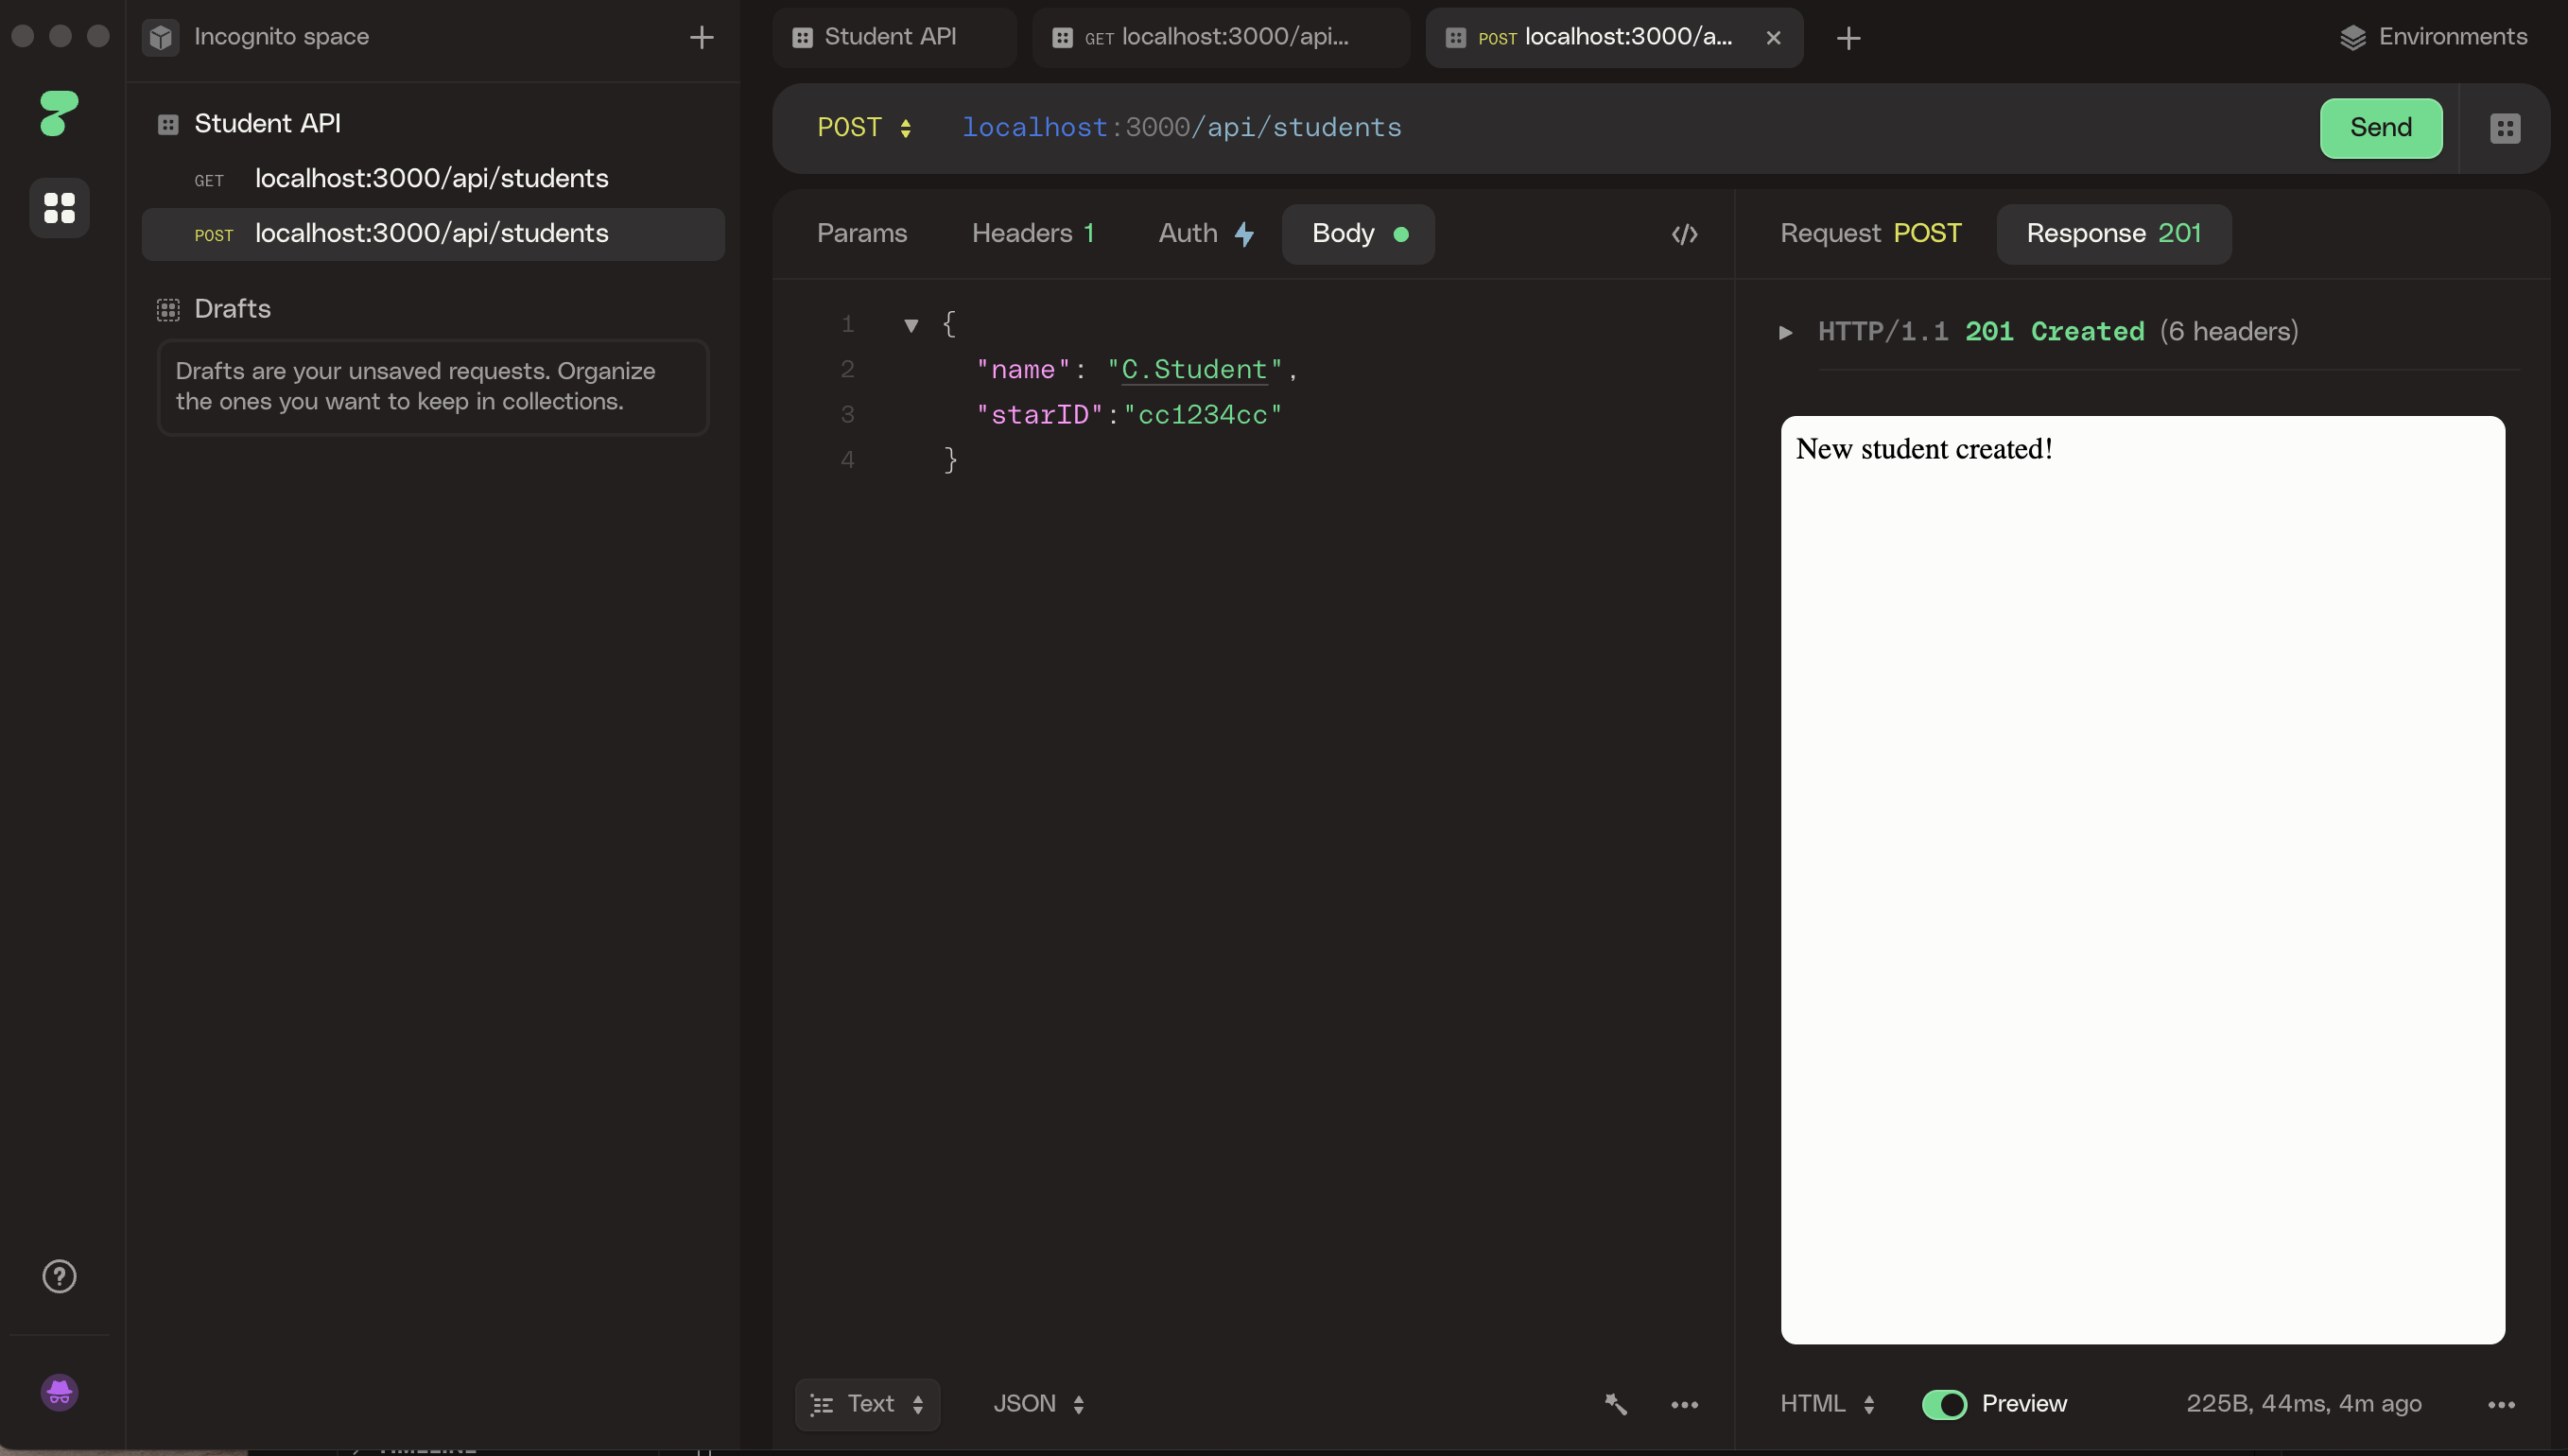 Incognito space
Student API
GET localhost:3000/api/students
POST localhost:3000/api/students
Drafts
Drafts are your unsaved requests. Organize
the ones you want to keep in collections.
Student API
GET localhost:3000/api...
POST localhost:3000/a...
Environments
POST localhost:3000/api/students
Send
Params
Headers 1
Auth
Body
1 {
2 "name": "C.Student",
3 "starID":"cc1234cc"
4 }
Text
JSON
Request POST
Response 201
HTTP/1.1 201 Created (6 headers)
New student created!
HTML
Preview
225B, 44ms, 4m ago